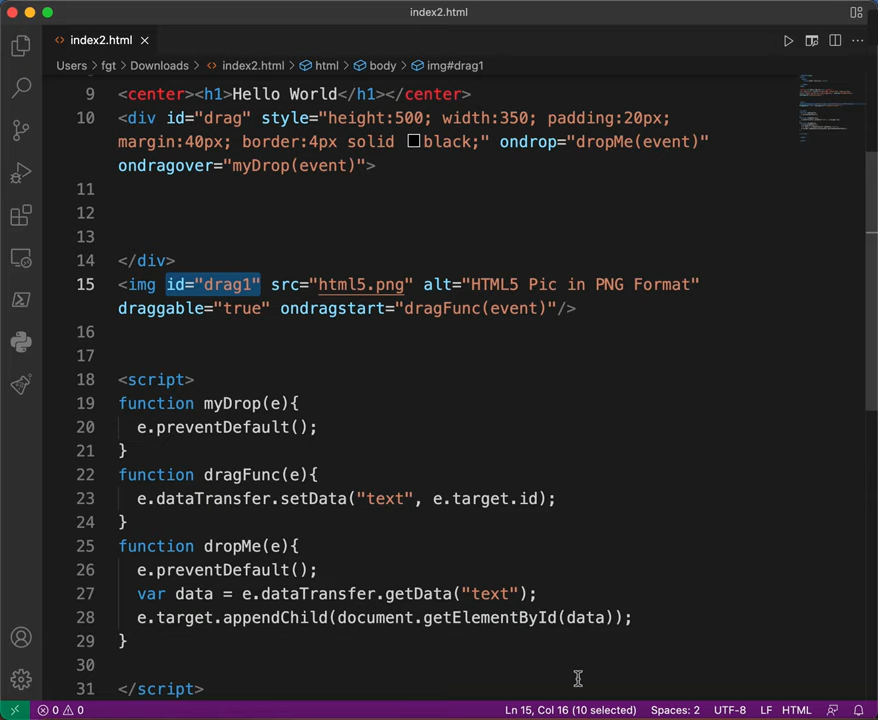 index2.html
index2.html
Users > fgt > Downloads > index2.html > html > body > img#drag1
9 <center><h1>Hello World</h1></center>
10 <div id="drag" style="height:500; width:350; padding:20px;
margin:40px; border:4px solid black;" ondrop="dropMe(event)"
ondragover="myDrop(event)">
11
12
13
14 </div>
15 <img id="drag1" src="html5.png" alt="HTML5 Pic in PNG Format"
draggable="true" ondragstart="dragFunc(event)"/>
16
17
18 <script>
19 function myDrop(e){
20 e.preventDefault();
21 }
22 function dragFunc(e){
23 e.dataTransfer.setData("text", e.target.id);
24 }
25 function dropMe(e){
26 e.preventDefault();
27 var data = e.dataTransfer.getData("text");
28 e.target.appendChild(document.getElementById(data));
29 }
30
31 </script>
0 0 Ln 15, Col 16 (10 selected) Spaces: 2 UTF-8 LF HTML